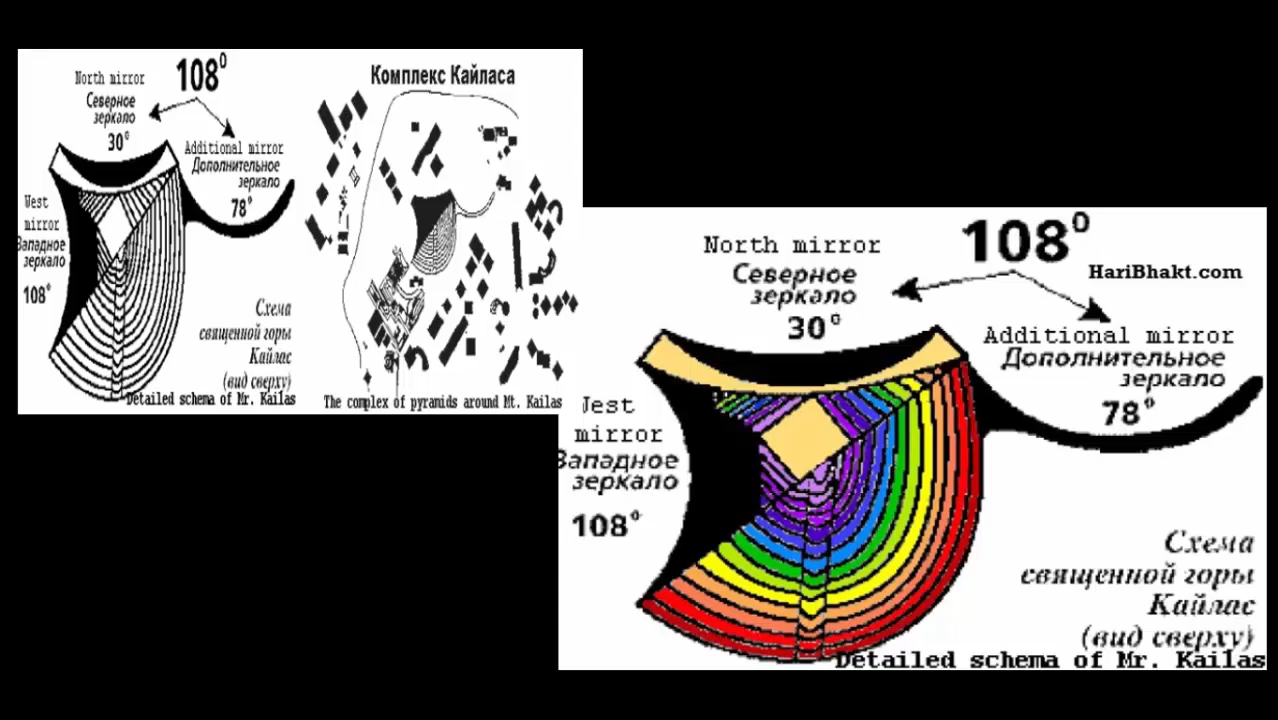 North mirror
108°
Северное
зеркало
30°
Additional mirror
Дополнительное
зеркало
78°
West
mirror
Западное
зеркало
108°
Схема
священной горы
Кайлас
(вид сверху)
Detailed schema of Mr. Kailas
Комплекс Кайласа
The complex of pyramids around Mt. Kailas
North mirror
108°
HariBhakt.com
Северное
зеркало
30°
Additional mirror
Дополнительное
зеркало
78°
West
mirror
Западное
зеркало
108°
Схема
священной горы
Кайлас
(вид сверху)
Detailed schema of Mr. Kailas